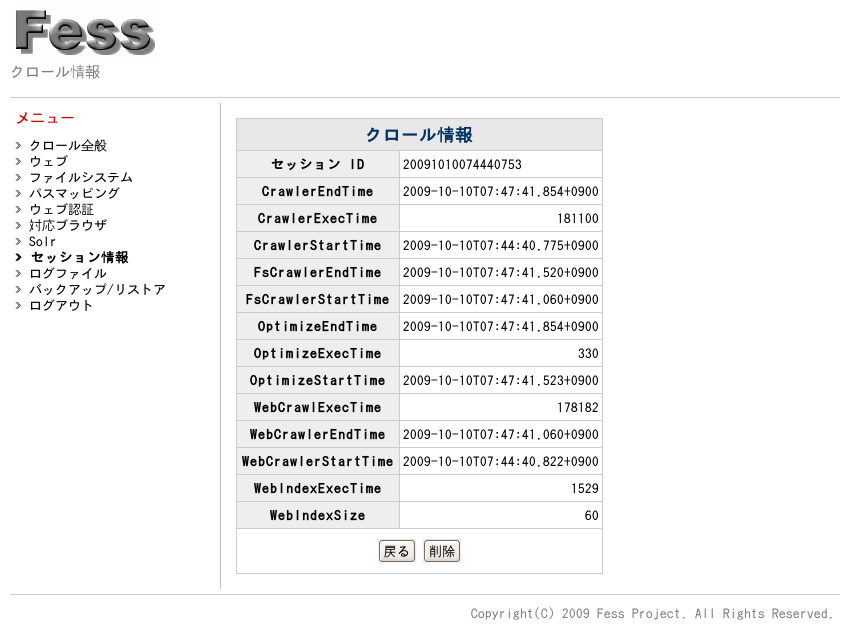 Fess
クロール情報
メニュー
クロール全般
ウェブ
ファイルシステム
パスマッピング
ウェブ認証
対応ブラウザ
Solr
セッション情報
ログファイル
バックアップ/リストア
ログアウト
クロール情報
セッション ID 20091010074440753
CrawlerEndTime 2009-10-10T07:47:41.854+0900
CrawlerExecTime 181100
CrawlerStartTime 2009-10-10T07:44:40.775+0900
FsCrawlerEndTime 2009-10-10T07:47:41.520+0900
FsCrawlerStartTime 2009-10-10T07:47:41.060+0900
OptimizeEndTime 2009-10-10T07:47:41.854+0900
OptimizeExecTime 330
OptimizeStartTime 2009-10-10T07:47:41.523+0900
WebCrawlExecTime 178182
WebCrawlerEndTime 2009-10-10T07:47:41.060+0900
WebCrawlerStartTime 2009-10-10T07:44:40.822+0900
WebIndexExecTime 1529
WebIndexSize 60
戻る 削除
Copyright(C) 2009 Fess Project. All Rights Reserved.